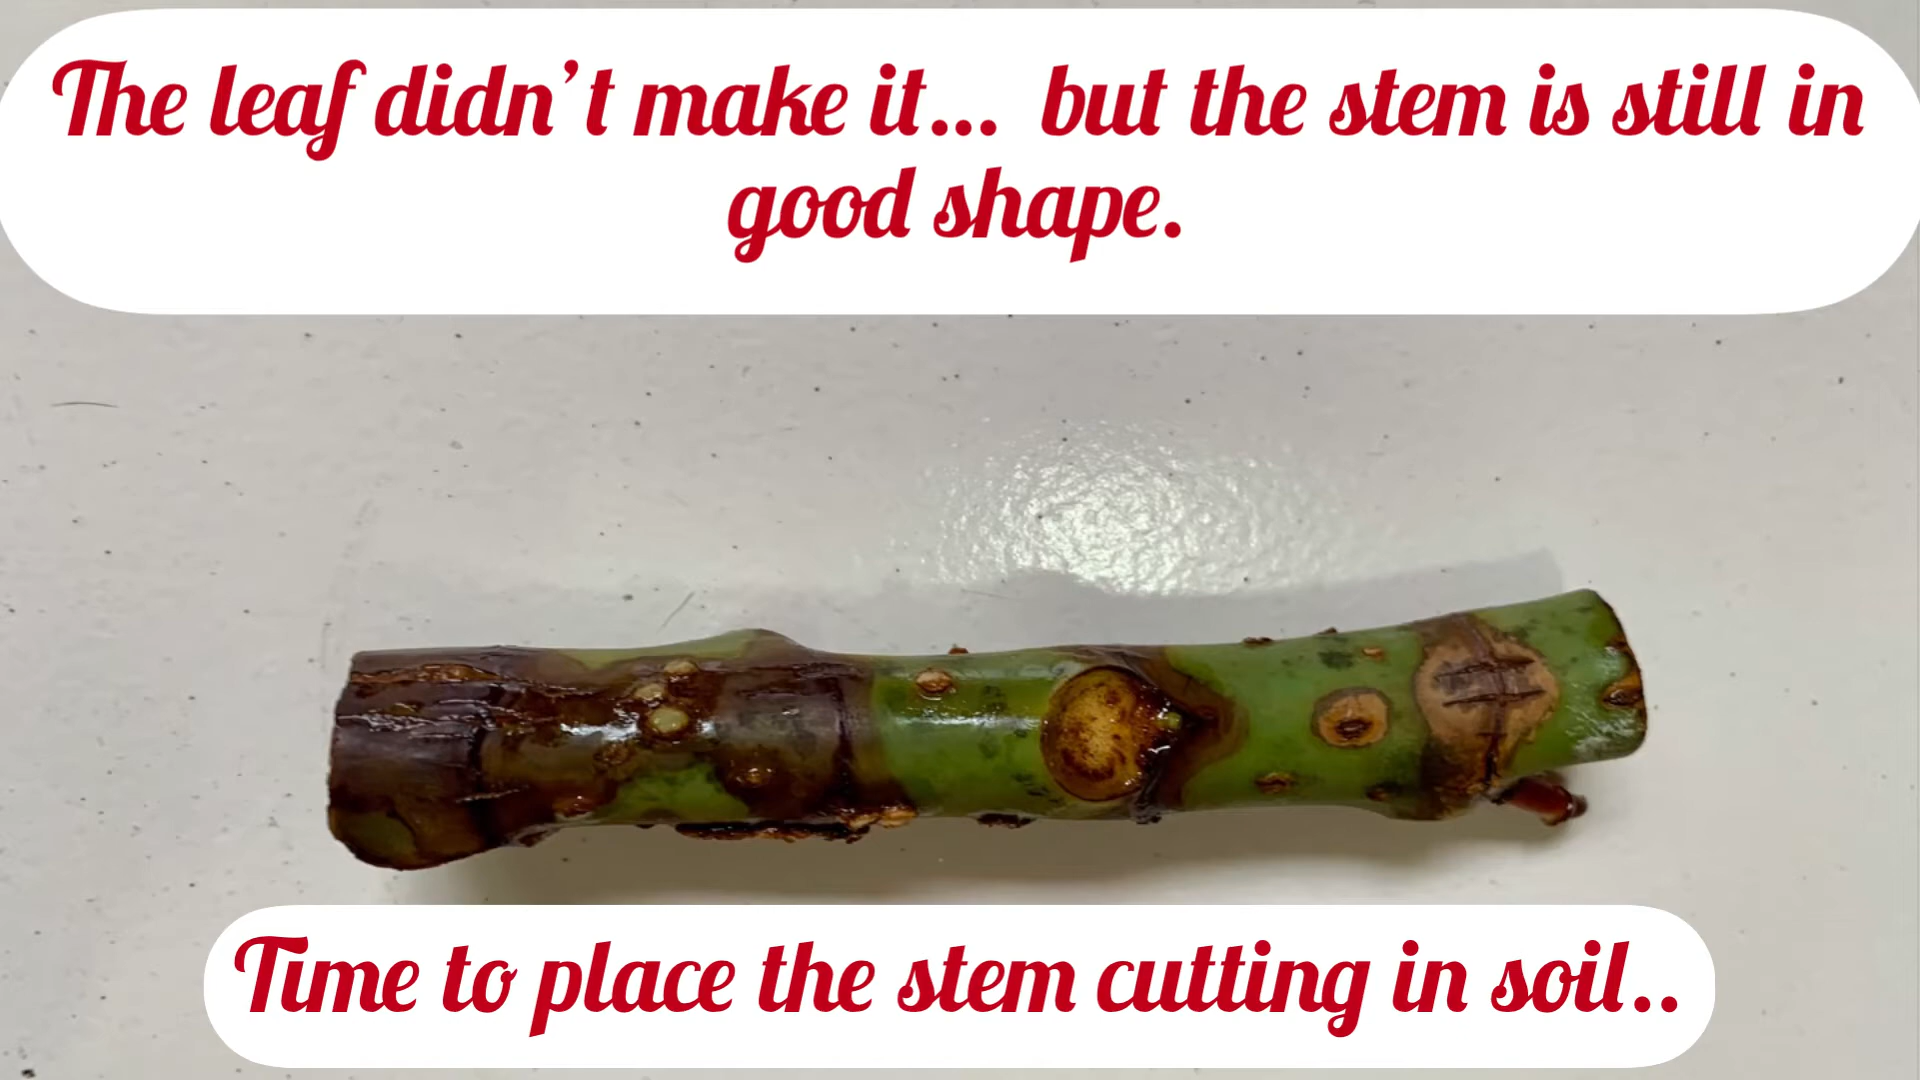 The leaf didn’t make it... but the stem is still in
good shape.
Time to place the stem cutting in soil..